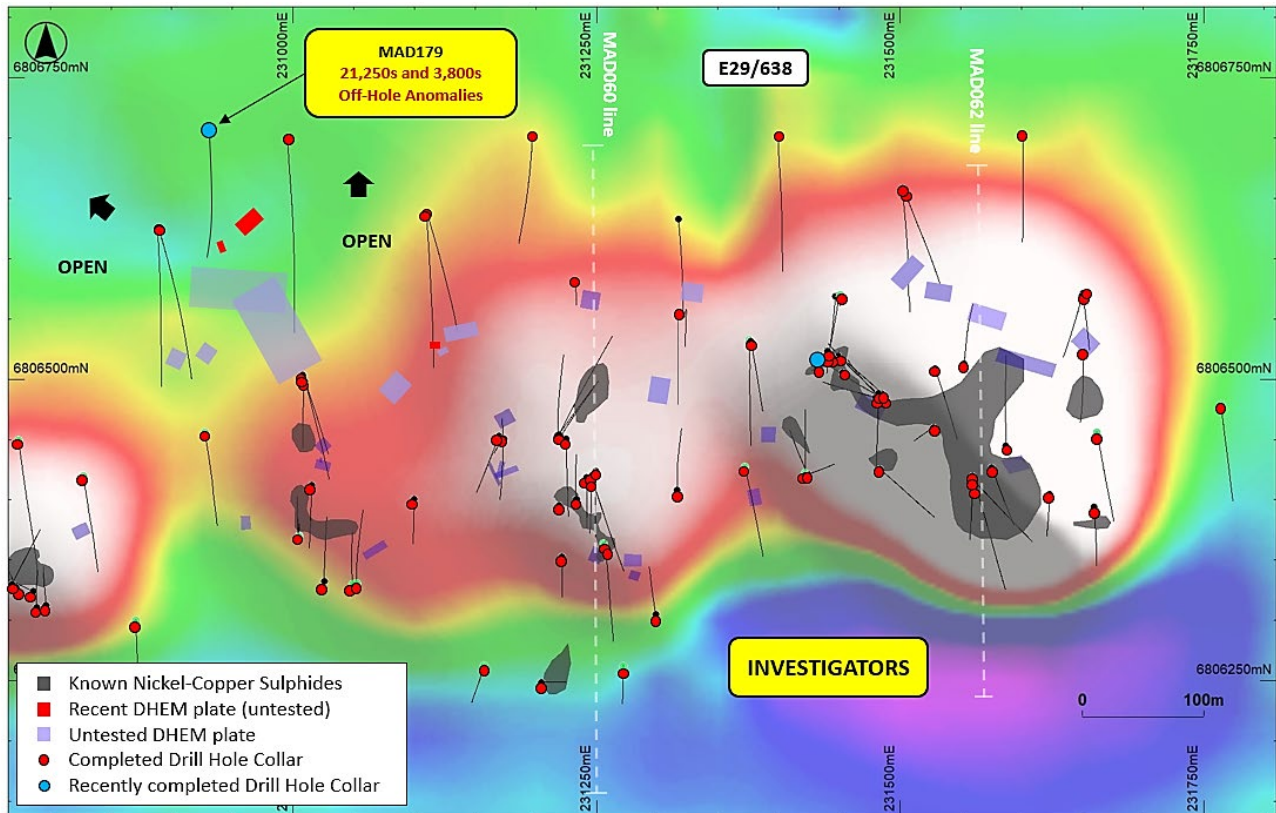 231000mE
231250mE
231500mE
231750mE
6806750mN
6806750mN
MAD179
21,250s and 3,800s
Off-Hole Anomalies
E29/638
MAD060 line
MAD062 line
OPEN
OPEN
6806500mN
6806500mN
INVESTIGATORS
6806250mN
0 100m
Known Nickel-Copper Sulphides
Recent DHEM plate (untested)
Untested DHEM plate
Completed Drill Hole Collar
Recently completed Drill Hole Collar
231250mE
231500mE
231750mE